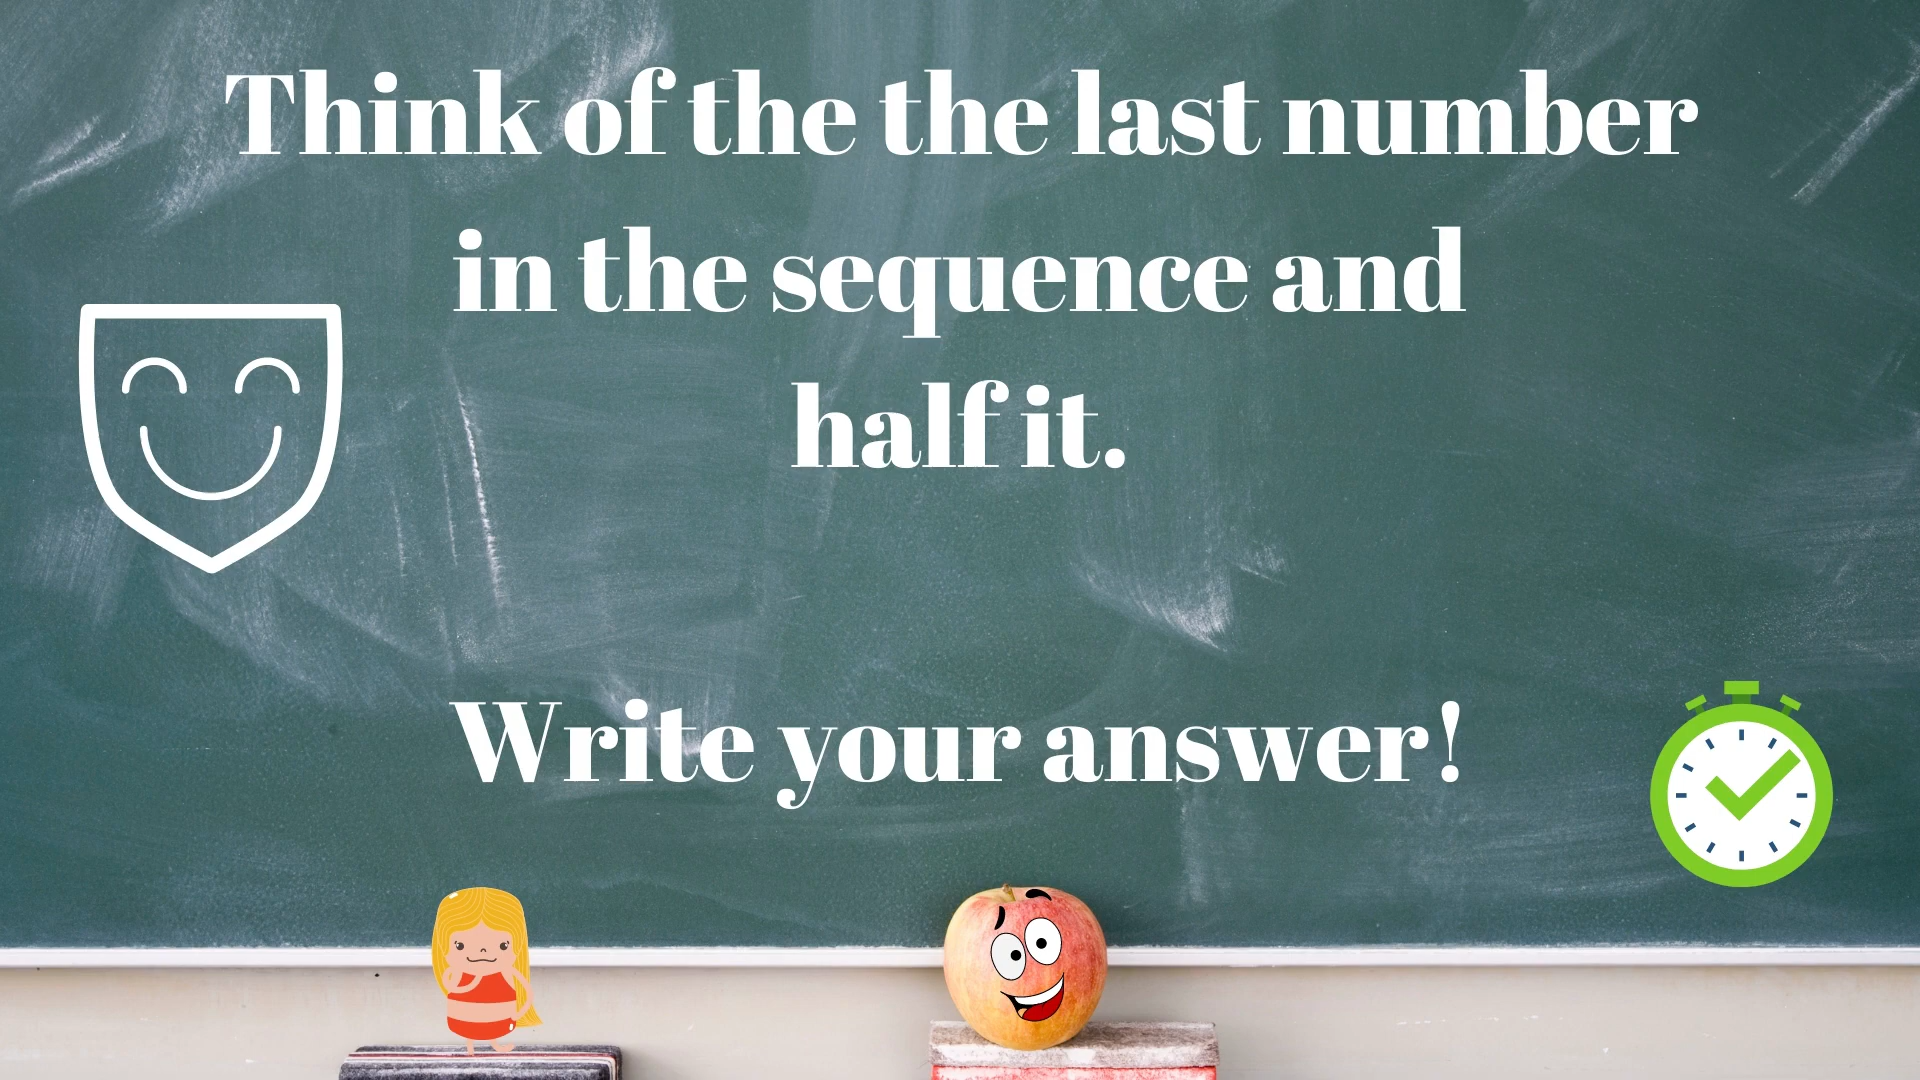 Think of the the last number
in the sequence and
half it.
Write your answer!